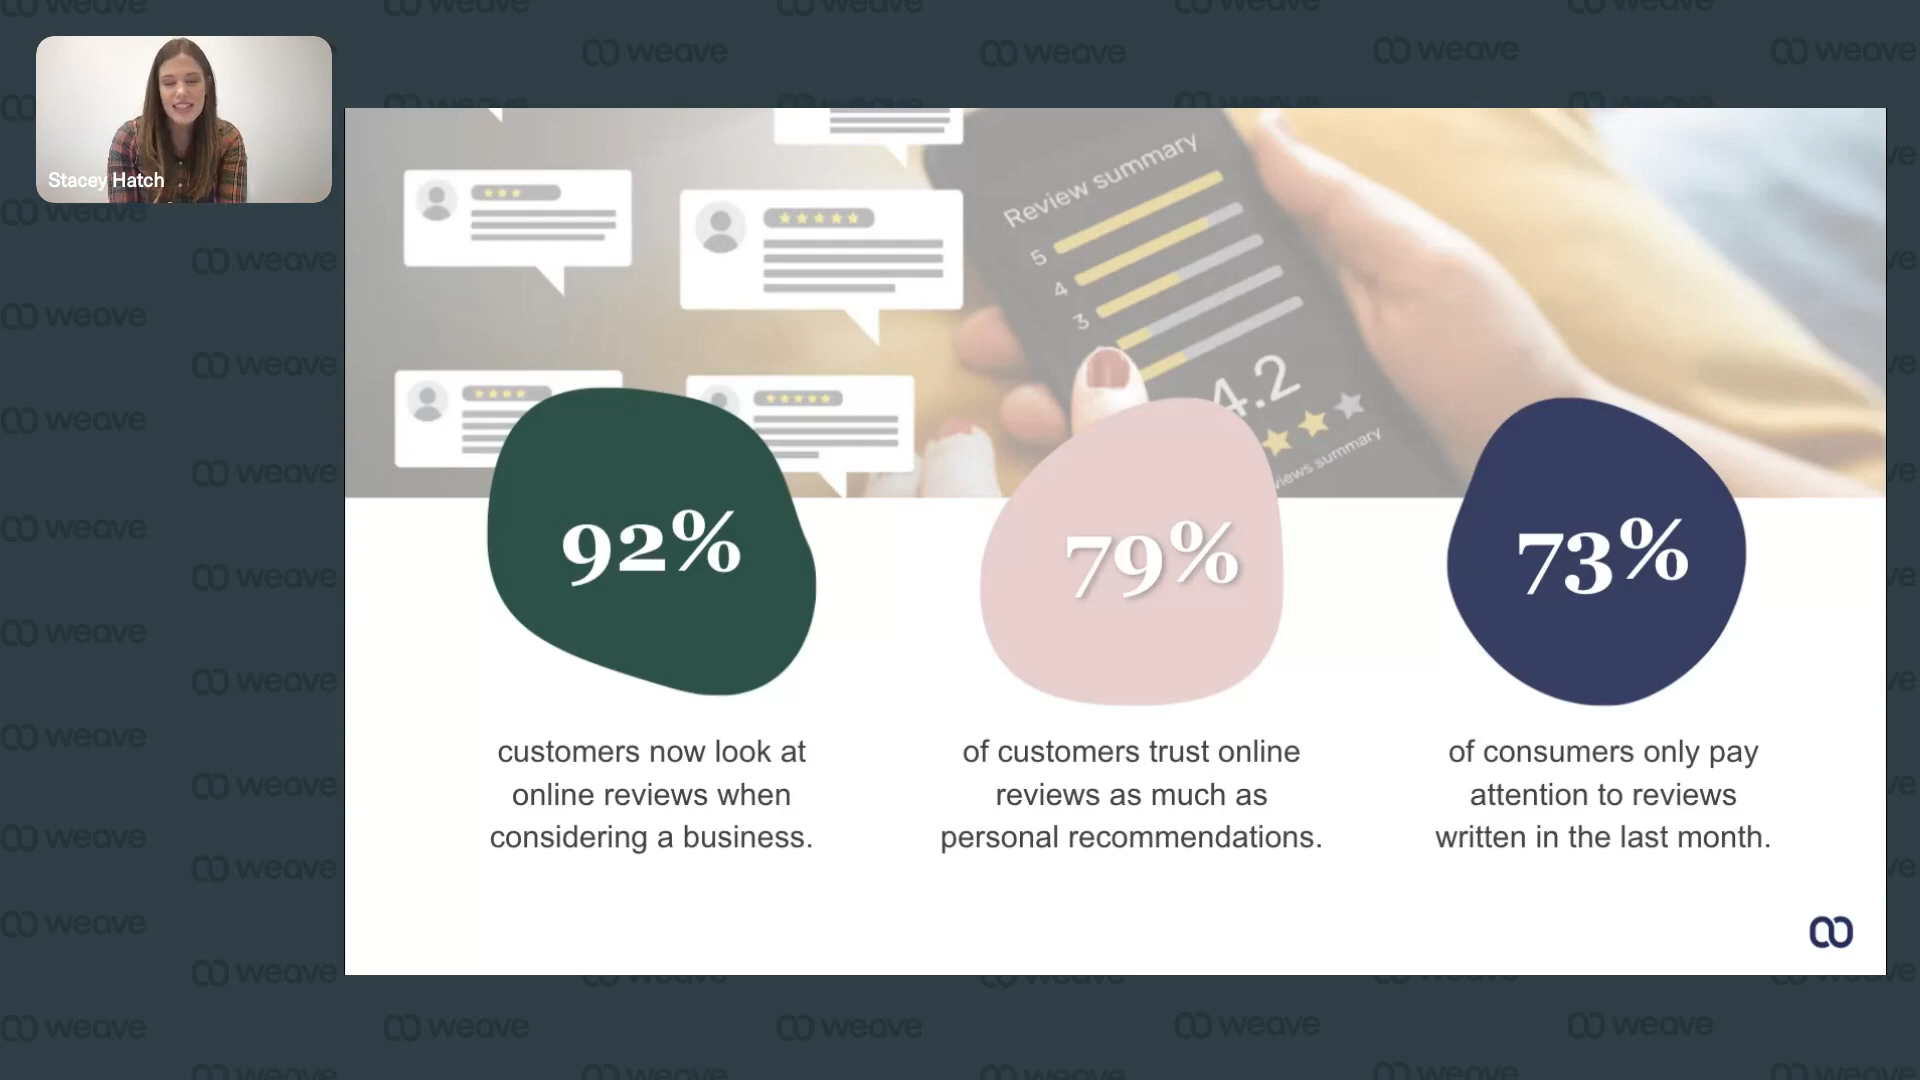 weave
Stacey Hatch
Review summary
5
4
3
4.2
views summary
92%
customers now look at
online reviews when
considering a business.
79%
of customers trust online
reviews as much as
personal recommendations.
73%
of consumers only pay
attention to reviews
written in the last month.